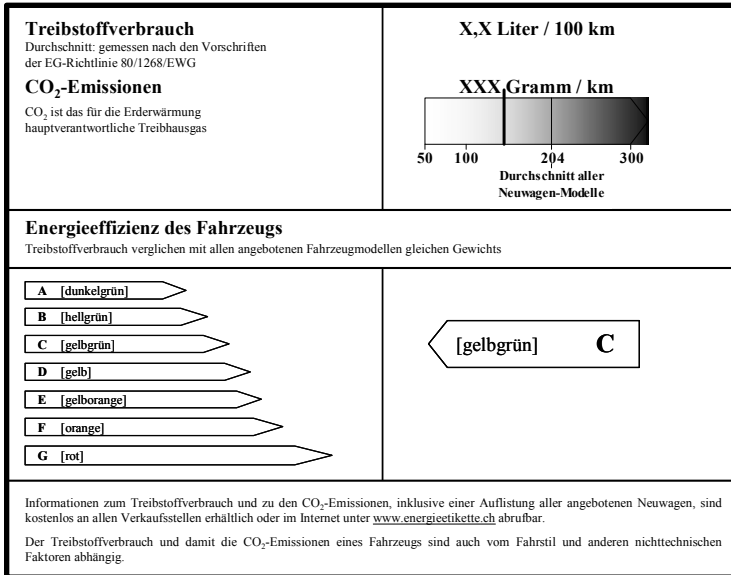 Treibstoffverbrauch
Durchschnitt: gemessen nach den Vorschriften
der EG-Richtlinie 80/1268/EWG
CO₂-Emissionen
CO₂ ist das für die Erderwärmung
hauptverantwortliche Treibhausgas
X,X Liter / 100 km
XXX Gramm / km
50 100 204 300
Durchschnitt aller
Neuwagen-Modelle
Energieeffizienz des Fahrzeugs
Treibstoffverbrauch verglichen mit allen angebotenen Fahrzeugmodellen gleichen Gewichts
A [dunkelgrün]
B [hellgrün]
C [gelbgrün]
D [gelb]
E [gelborange]
F [orange]
G [rot]
[gelbgrün] C
Informationen zum Treibstoffverbrauch und zu den CO₂-Emissionen, inklusive einer Auflistung aller angebotenen Neuwagen, sind
kostenlos an allen Verkaufsstellen erhältlich oder im Internet unter www.energieetikette.ch abrufbar.
Der Treibstoffverbrauch und damit die CO₂-Emissionen eines Fahrzeugs sind auch vom Fahrstil und anderen nichttechnischen
Faktoren abhängig.